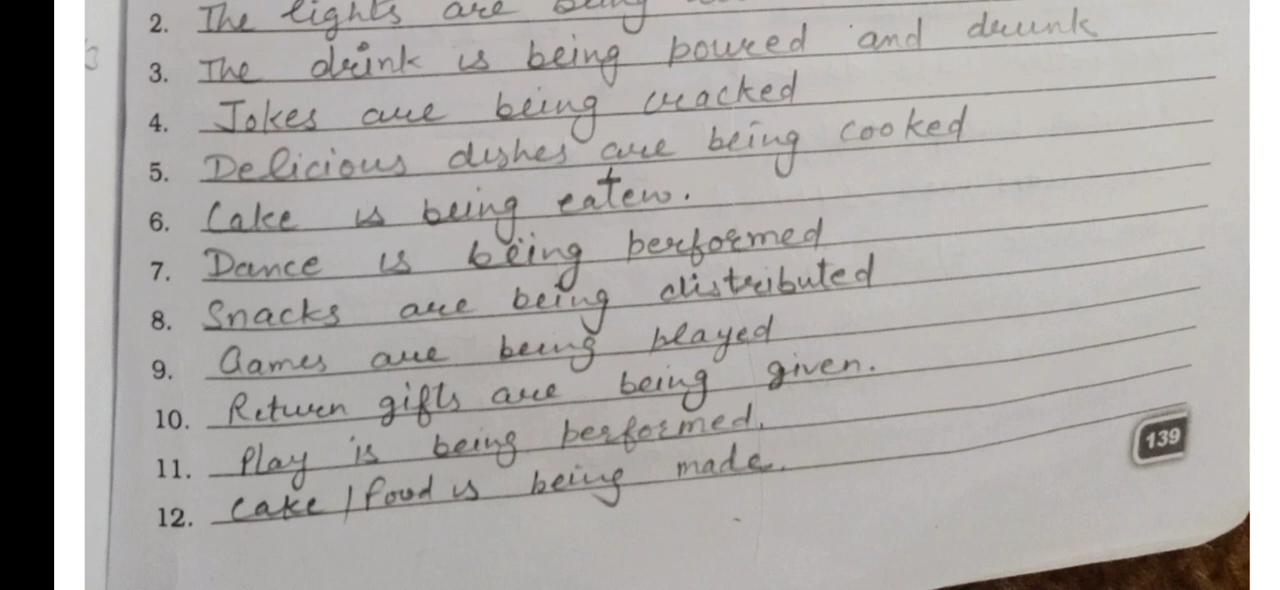 2. The lights are being
3. The drink is being poured and drunk
4. Jokes are being cracked
5. Delicious dishes are being cooked
6. Cake is being eaten.
7. Dance is being performed
8. Snacks are being distributed
9. Games are being played
10. Return gifts are being given.
11. Play is being performed.
12. Cake / food is being made.
139